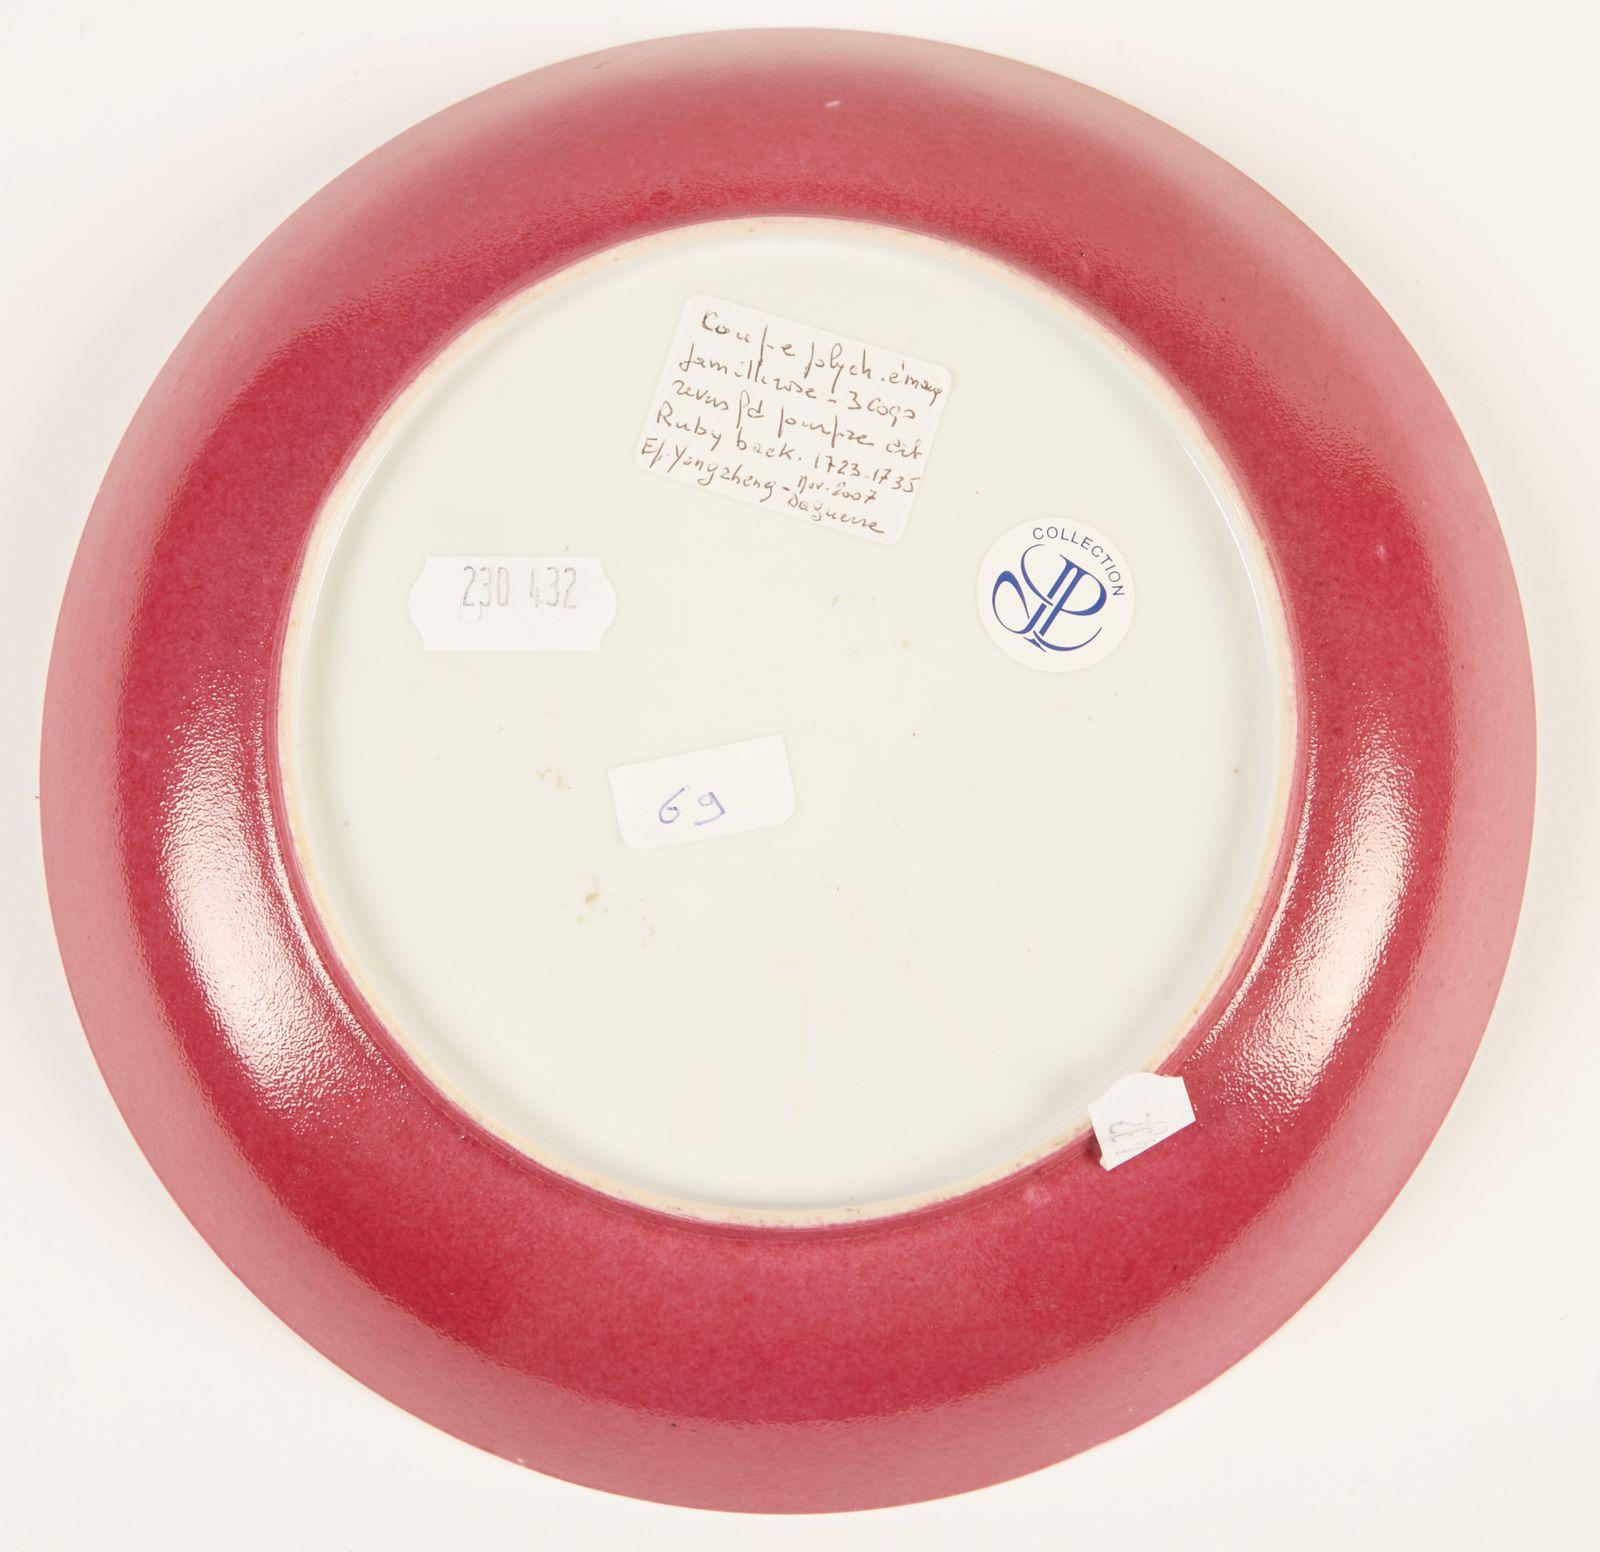 Coupe plych. émaux
famille rose - 3 Coqs
revers fd pourpre dit
Ruby back. 1723.1735
Ep. Yongzheng - Nov. 2007
Daguerre
COLLECTION
230 432
69